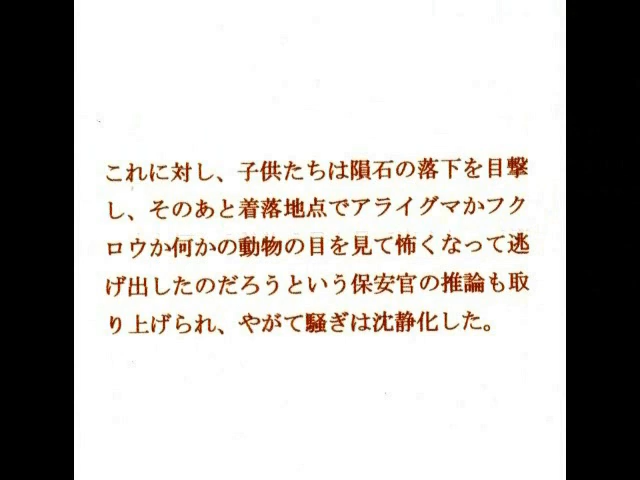 これに対し、子供たちは隕石の落下を目撃
し、そのあと着落地点でアライグマかフク
ロウか何かの動物の目を見て怖くなって逃
げ出したのだろうという保安官の推論も取
り上げられ、やがて騒ぎは沈静化した。